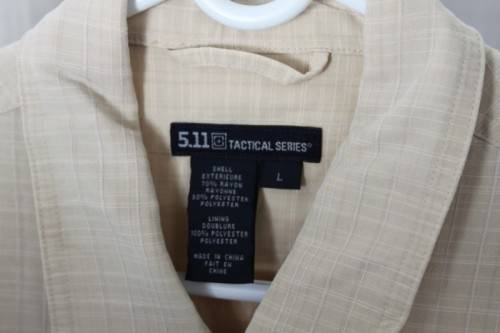 5.11 TACTICAL SERIES®
L
SHELL
EXTERIEURE
70% RAYON
RAYONNE
30% POLYESTER
POLYESTER
LINING
DOUBLURE
100% POLYESTER
POLYESTER
MADE IN CHINA
FAIT EN
CHINE